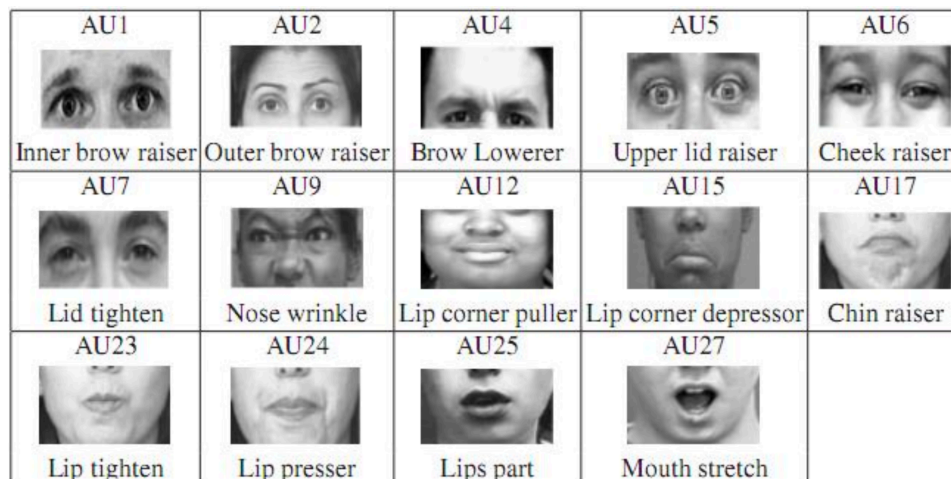 AU1 AU2 AU4 AU5 AU6
Inner brow raiser Outer brow raiser Brow Lowerer Upper lid raiser Cheek raiser
AU7 AU9 AU12 AU15 AU17
Lid tighten Nose wrinkle Lip corner puller Lip corner depressor Chin raiser
AU23 AU24 AU25 AU27
Lip tighten Lip presser Lips part Mouth stretch